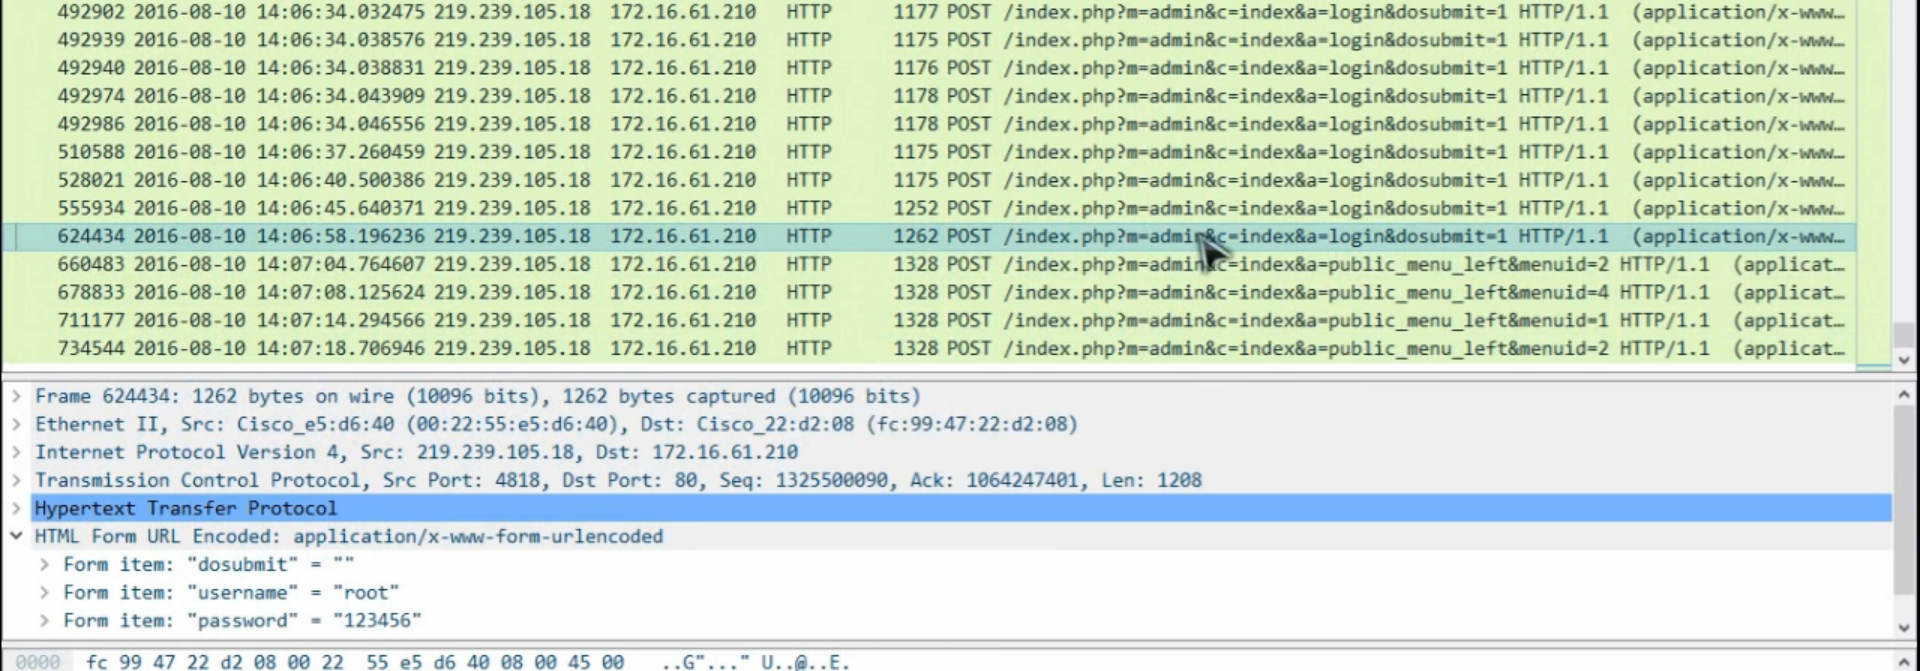 492902 2016-08-10 14:06:34.032475 219.239.105.18 172.16.61.210 HTTP 1177 POST /index.php?m=admin&c=index&a=login&dosubmit=1 HTTP/1.1 (application/x-www…
492939 2016-08-10 14:06:34.038576 219.239.105.18 172.16.61.210 HTTP 1175 POST /index.php?m=admin&c=index&a=login&dosubmit=1 HTTP/1.1 (application/x-www…
492940 2016-08-10 14:06:34.038831 219.239.105.18 172.16.61.210 HTTP 1176 POST /index.php?m=admin&c=index&a=login&dosubmit=1 HTTP/1.1 (application/x-www…
492974 2016-08-10 14:06:34.043909 219.239.105.18 172.16.61.210 HTTP 1178 POST /index.php?m=admin&c=index&a=login&dosubmit=1 HTTP/1.1 (application/x-www…
492986 2016-08-10 14:06:34.046556 219.239.105.18 172.16.61.210 HTTP 1178 POST /index.php?m=admin&c=index&a=login&dosubmit=1 HTTP/1.1 (application/x-www…
510588 2016-08-10 14:06:37.260459 219.239.105.18 172.16.61.210 HTTP 1175 POST /index.php?m=admin&c=index&a=login&dosubmit=1 HTTP/1.1 (application/x-www…
528021 2016-08-10 14:06:40.500386 219.239.105.18 172.16.61.210 HTTP 1175 POST /index.php?m=admin&c=index&a=login&dosubmit=1 HTTP/1.1 (application/x-www…
555934 2016-08-10 14:06:45.640371 219.239.105.18 172.16.61.210 HTTP 1252 POST /index.php?m=admin&c=index&a=login&dosubmit=1 HTTP/1.1 (application/x-www…
624434 2016-08-10 14:06:58.196236 219.239.105.18 172.16.61.210 HTTP 1262 POST /index.php?m=admin&c=index&a=login&dosubmit=1 HTTP/1.1 (application/x-www…
660483 2016-08-10 14:07:04.764607 219.239.105.18 172.16.61.210 HTTP 1328 POST /index.php?m=admin&c=index&a=public_menu_left&menuid=2 HTTP/1.1 (applicat…
678833 2016-08-10 14:07:08.125624 219.239.105.18 172.16.61.210 HTTP 1328 POST /index.php?m=admin&c=index&a=public_menu_left&menuid=4 HTTP/1.1 (applicat…
711177 2016-08-10 14:07:14.294566 219.239.105.18 172.16.61.210 HTTP 1328 POST /index.php?m=admin&c=index&a=public_menu_left&menuid=1 HTTP/1.1 (applicat…
734544 2016-08-10 14:07:18.706946 219.239.105.18 172.16.61.210 HTTP 1328 POST /index.php?m=admin&c=index&a=public_menu_left&menuid=2 HTTP/1.1 (applicat…
Frame 624434: 1262 bytes on wire (10096 bits), 1262 bytes captured (10096 bits)
Ethernet II, Src: Cisco_e5:d6:40 (00:22:55:e5:d6:40), Dst: Cisco_22:d2:08 (fc:99:47:22:d2:08)
Internet Protocol Version 4, Src: 219.239.105.18, Dst: 172.16.61.210
Transmission Control Protocol, Src Port: 4818, Dst Port: 80, Seq: 1325500090, Ack: 1064247401, Len: 1208
Hypertext Transfer Protocol
HTML Form URL Encoded: application/x-www-form-urlencoded
Form item: "dosubmit" = ""
Form item: "username" = "root"
Form item: "password" = "123456"
0000 fc 99 47 22 d2 08 00 22 55 e5 d6 40 08 00 45 00 ..G"..." U..@..E.